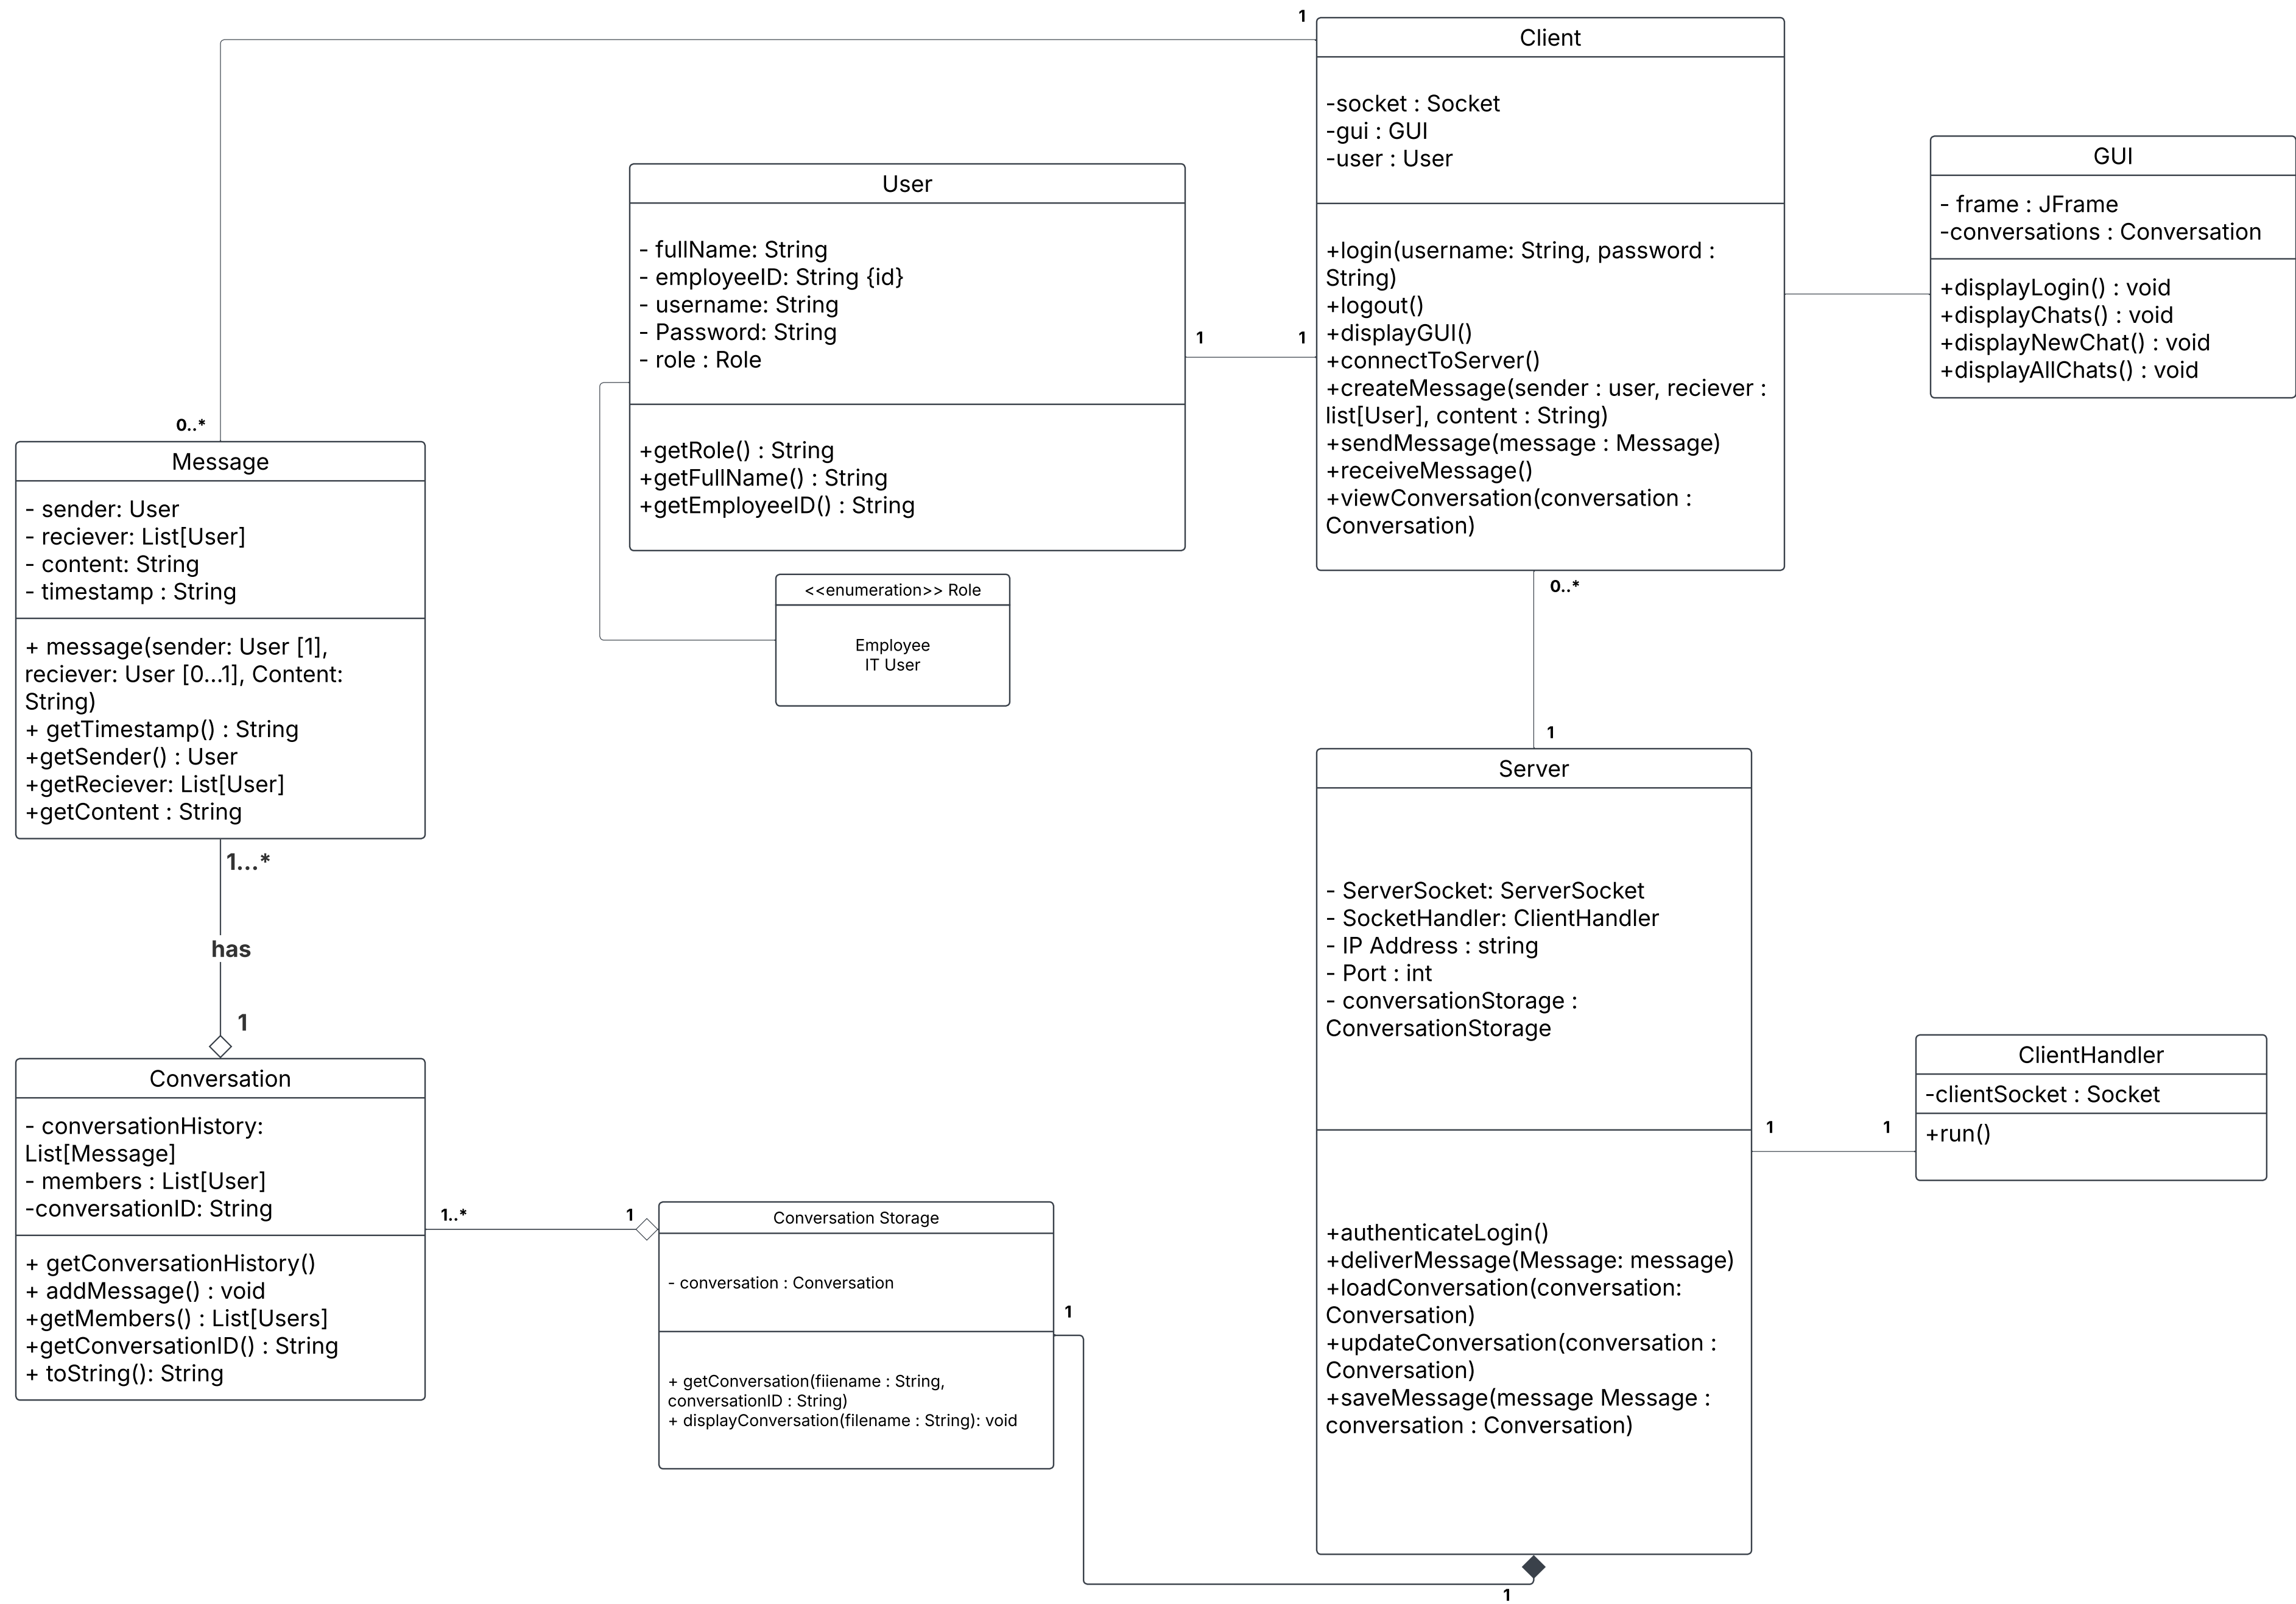 1
Client
-socket : Socket
-gui : GUI
-user : User
+login(username: String, password :
String)
+logout()
+displayGUI()
+connectToServer()
+createMessage(sender : user, reciever :
list[User], content : String)
+sendMessage(message : Message)
+receiveMessage()
+viewConversation(conversation :
Conversation)
GUI
- frame : JFrame
-conversations : Conversation
+displayLogin() : void
+displayChats() : void
+displayNewChat() : void
+displayAllChats() : void
User
- fullName: String
- employeeID: String {id}
- username: String
- Password: String
- role : Role
+getRole() : String
+getFullName() : String
+getEmployeeID() : String
1
1
<<enumeration>> Role
Employee
IT User
0..*
Message
- sender: User
- reciever: List[User]
- content: String
- timestamp : String
+ message(sender: User [1],
reciever: User [0...1], Content:
String)
+ getTimestamp() : String
+getSender() : User
+getReciever: List[User]
+getContent : String
1...*
has
1
Conversation
- conversationHistory:
List[Message]
- members : List[User]
-conversationID: String
+ getConversationHistory()
+ addMessage() : void
+getMembers() : List[Users]
+getConversationID() : String
+ toString(): String
1..*
1
Conversation Storage
- conversation : Conversation
+ getConversation(fiiename : String,
conversationID : String)
+ displayConversation(filename : String): void
1
0..*
1
Server
- ServerSocket: ServerSocket
- SocketHandler: ClientHandler
- IP Address : string
- Port : int
- conversationStorage :
ConversationStorage
+authenticateLogin()
+deliverMessage(Message: message)
+loadConversation(conversation:
Conversation)
+updateConversation(conversation :
Conversation)
+saveMessage(message Message :
conversation : Conversation)
1
1
1
ClientHandler
-clientSocket : Socket
+run()